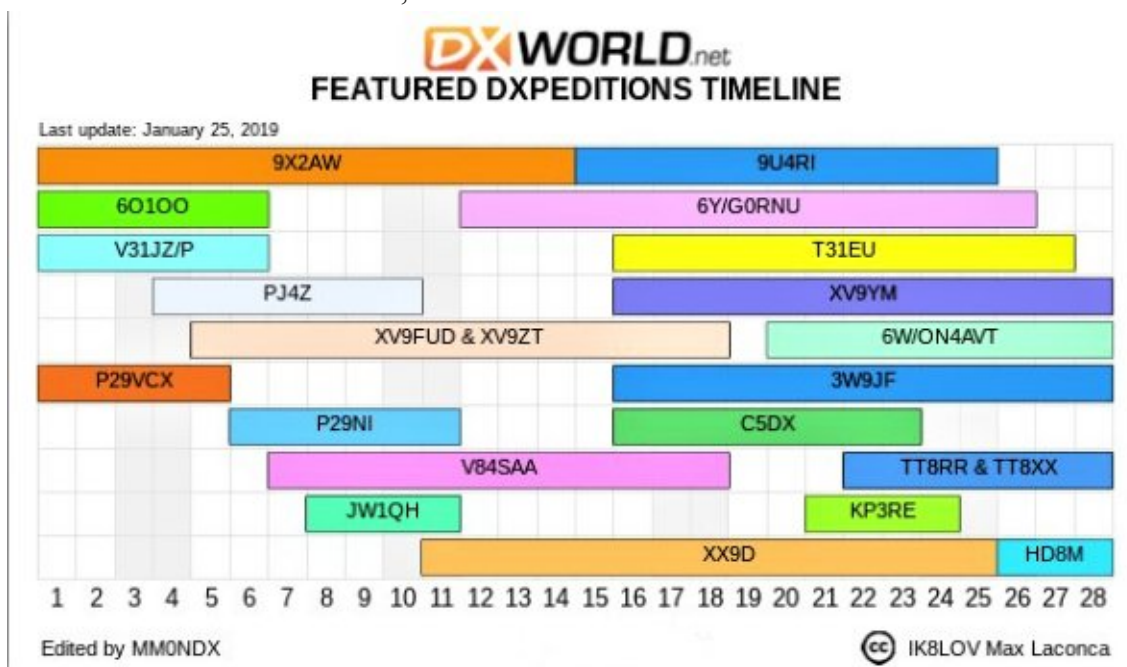 DXWORLD.net
FEATURED DXPEDITIONS TIMELINE
Last update: January 25, 2019
9X2AW 9U4RI
6O1OO 6Y/G0RNU
V31JZ/P T31EU
PJ4Z XV9YM
XV9FUD & XV9ZT 6W/ON4AVT
P29VCX 3W9JF
P29NI C5DX
V84SAA TT8RR & TT8XX
JW1QH KP3RE
XX9D HD8M
1 2 3 4 5 6 7 8 9 10 11 12 13 14 15 16 17 18 19 20 21 22 23 24 25 26 27 28
Edited by MM0NDX cc IK8LOV Max Laconca